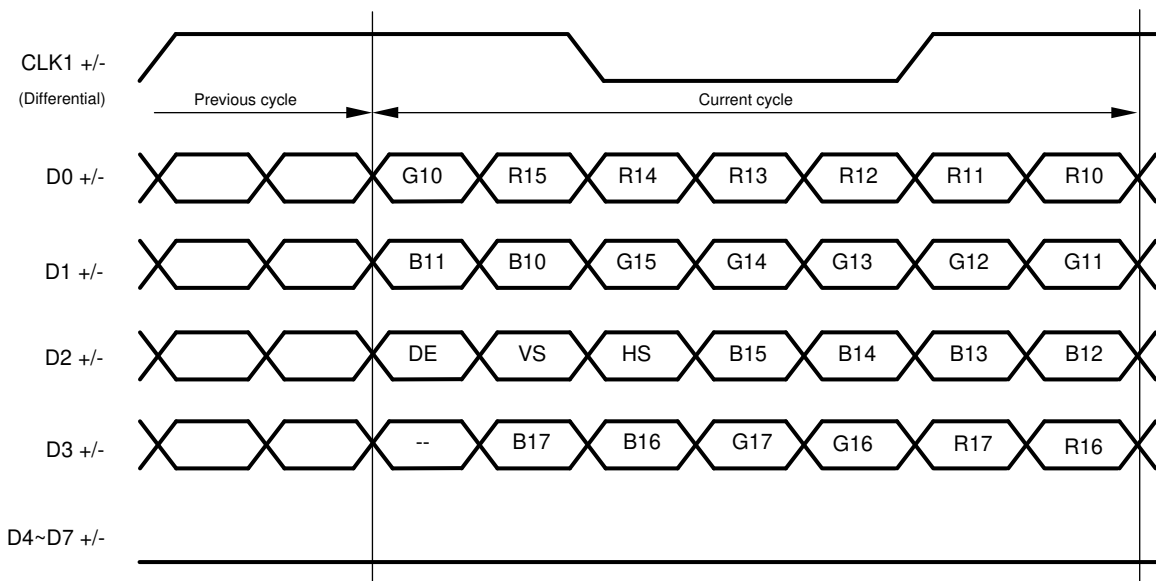 CLK1 +/-
(Differential)
Previous cycle
Current cycle
D0 +/-
G10 R15 R14 R13 R12 R11 R10
D1 +/-
B11 B10 G15 G14 G13 G12 G11
D2 +/-
DE VS HS B15 B14 B13 B12
D3 +/-
-- B17 B16 G17 G16 R17 R16
D4~D7 +/-